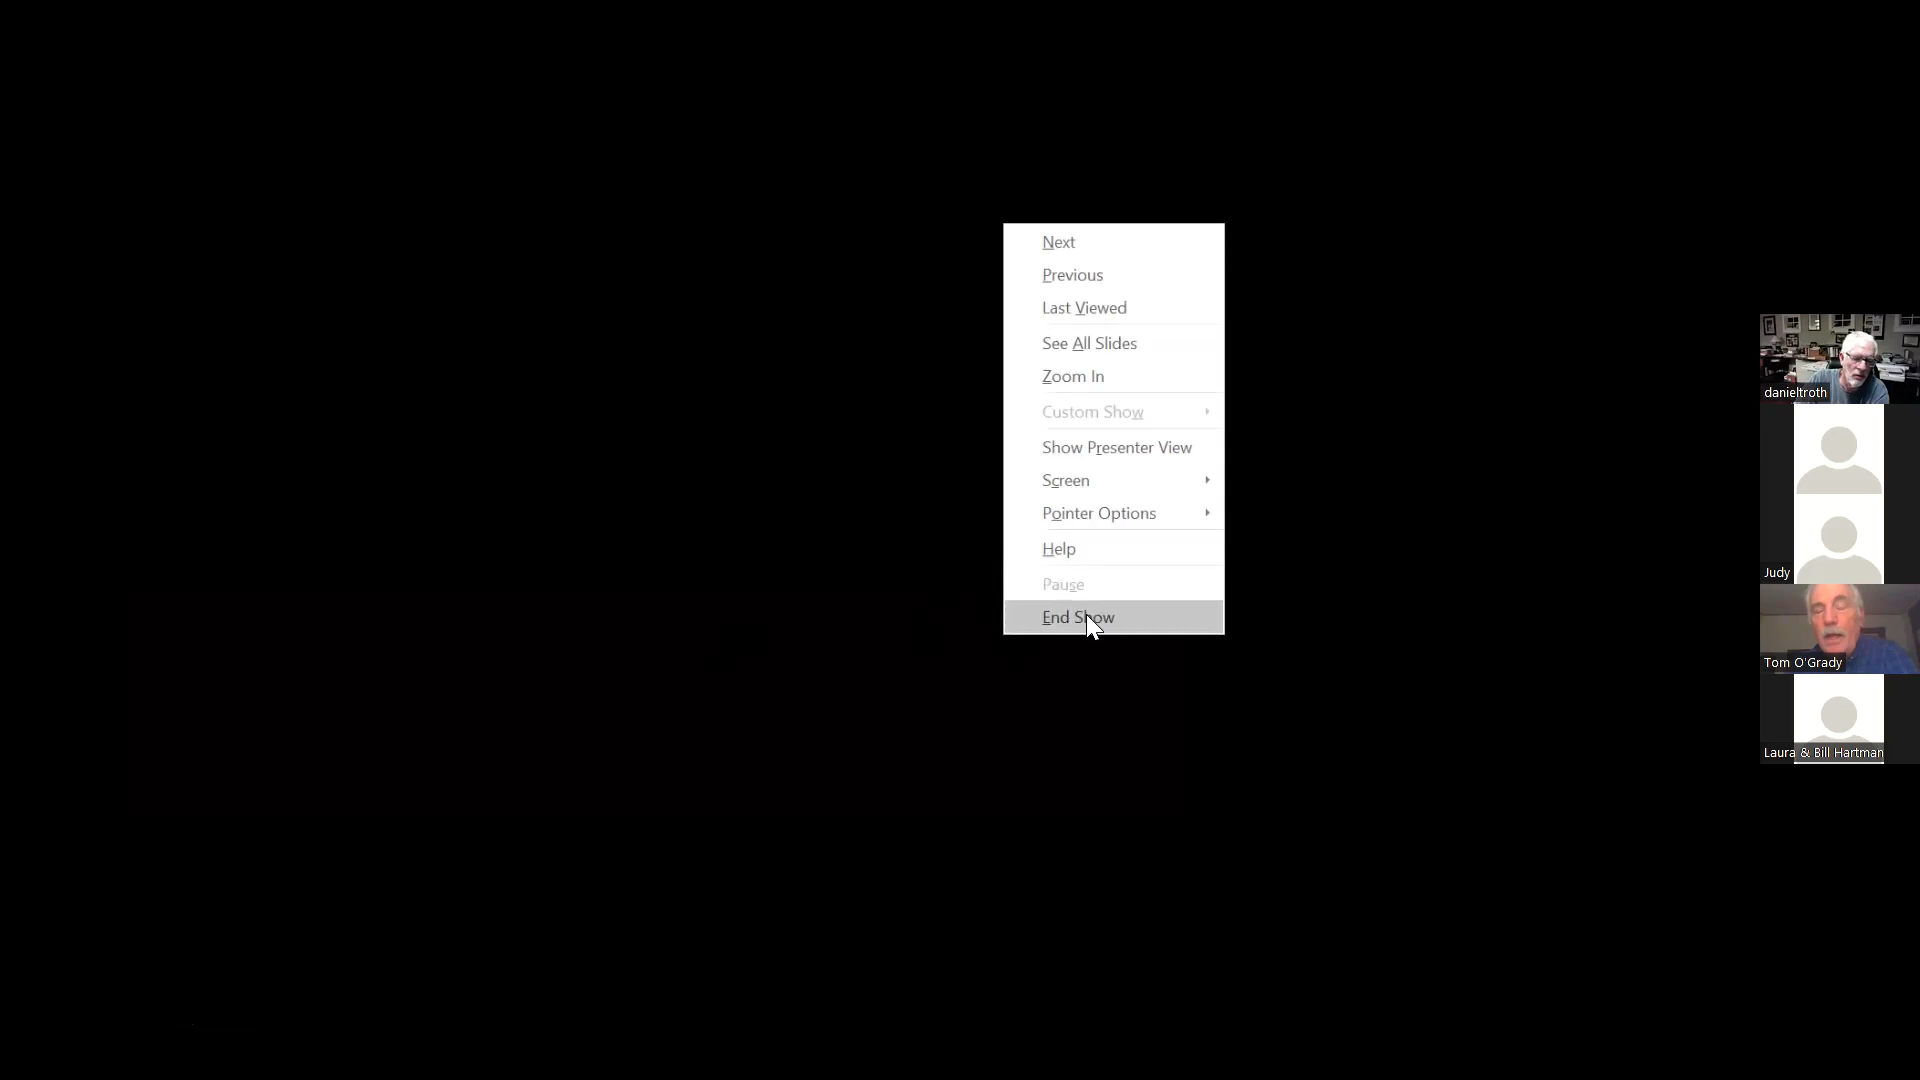 Next
Previous
Last Viewed
See All Slides
Zoom In
Custom Show
Show Presenter View
Screen
Pointer Options
Help
Pause
End Show
danieltroth
Judy
Tom O'Grady
Laura & Bill Hartman